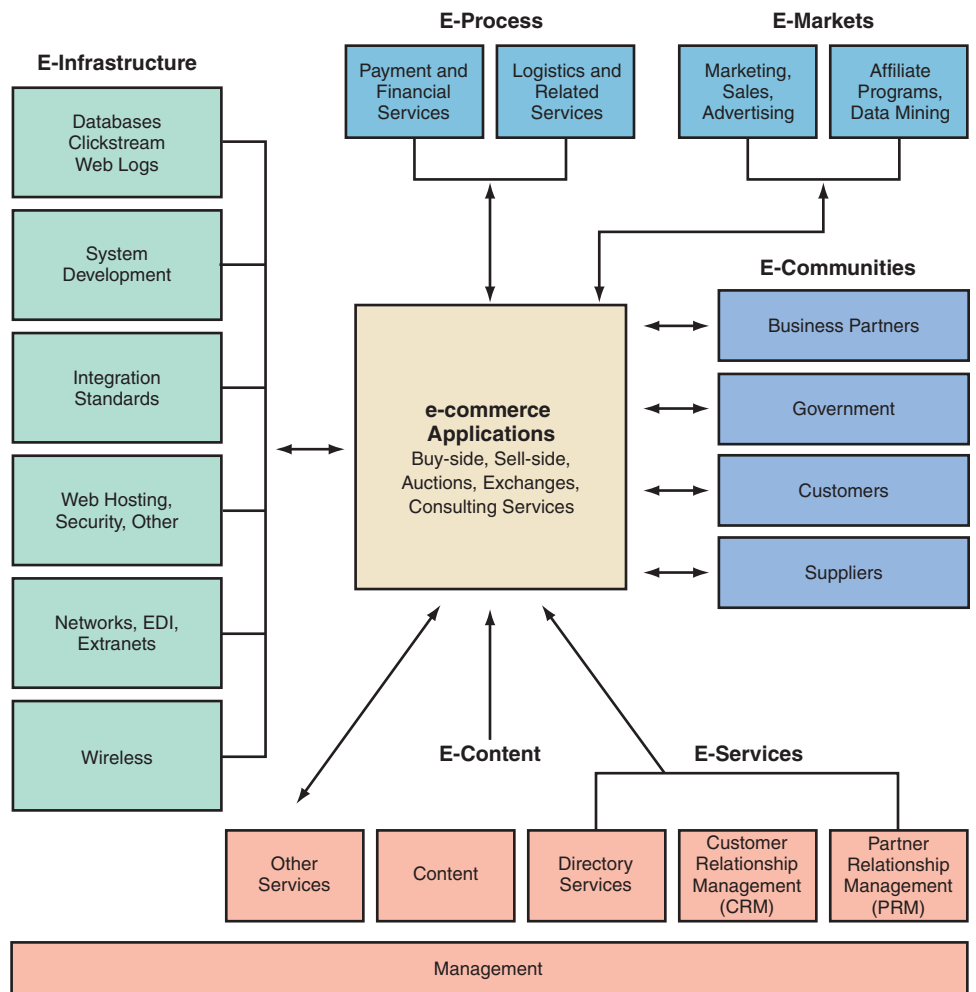 E-Process
E-Markets
E-Infrastructure
Payment and
Financial
Services
Logistics and
Related
Services
Marketing,
Sales,
Advertising
Affiliate
Programs,
Data Mining
Databases
Clickstream
Web Logs
System
Development
Integration
Standards
Web Hosting,
Security, Other
Networks, EDI,
Extranets
Wireless
E-Communities
Business Partners
Government
Customers
Suppliers
e-commerce
Applications
Buy-side, Sell-side,
Auctions, Exchanges,
Consulting Services
E-Content
E-Services
Other
Services
Content
Directory
Services
Customer
Relationship
Management
(CRM)
Partner
Relationship
Management
(PRM)
Management